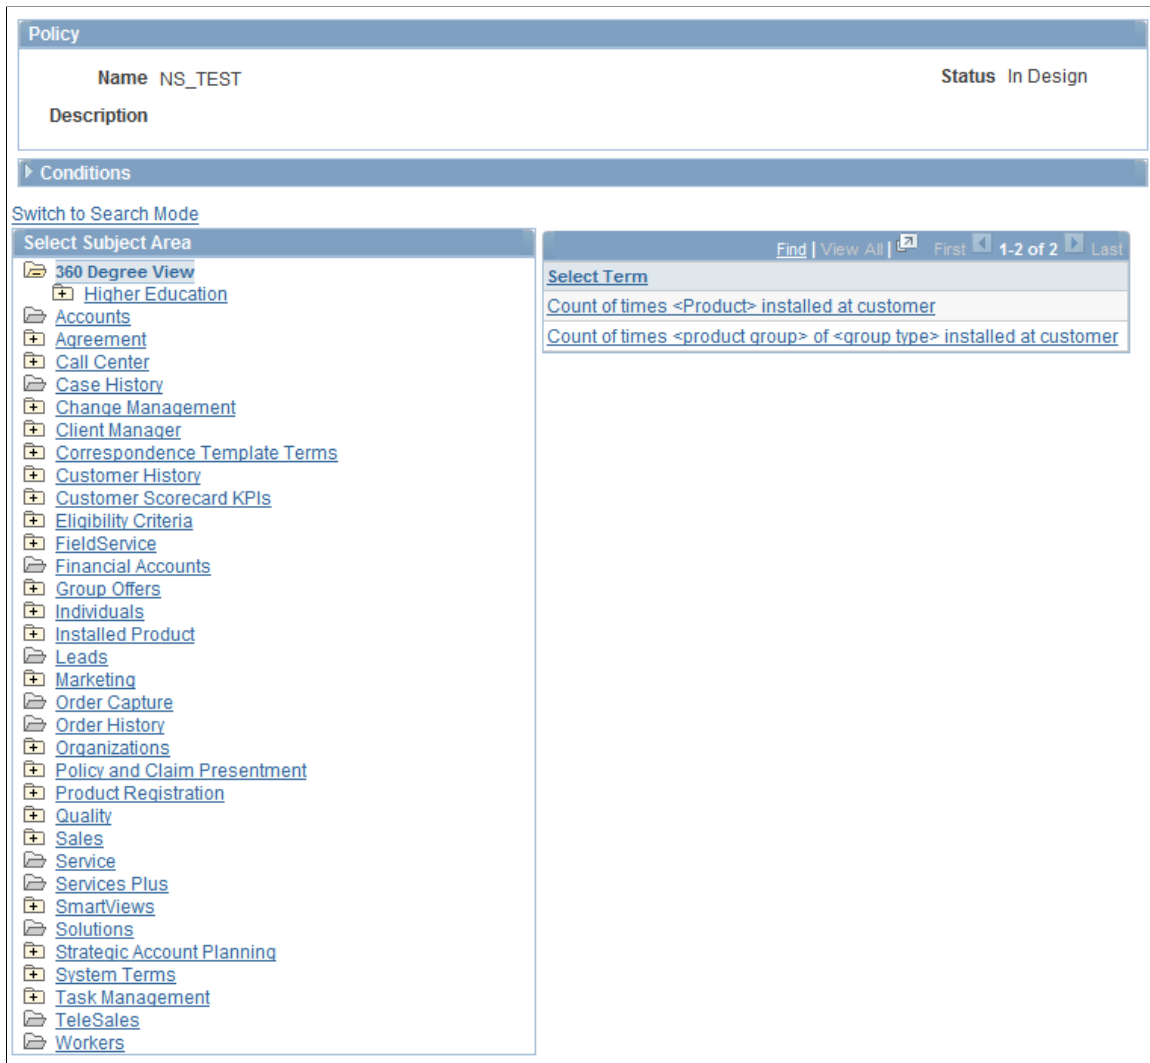 Policy
Name NS_TEST Status In Design
Description
Conditions
Switch to Search Mode
Select Subject Area
360 Degree View
Higher Education
Accounts
Agreement
Call Center
Case History
Change Management
Client Manager
Correspondence Template Terms
Customer History
Customer Scorecard KPIs
Eligibility Criteria
FieldService
Financial Accounts
Group Offers
Individuals
Installed Product
Leads
Marketing
Order Capture
Order History
Organizations
Policy and Claim Presentment
Product Registration
Quality
Sales
Service
Services Plus
SmartViews
Solutions
Strategic Account Planning
System Terms
Task Management
TeleSales
Workers
Find | View All | First 1-2 of 2 Last
Select Term
Count of times <Product> installed at customer
Count of times <product group> of <group type> installed at customer